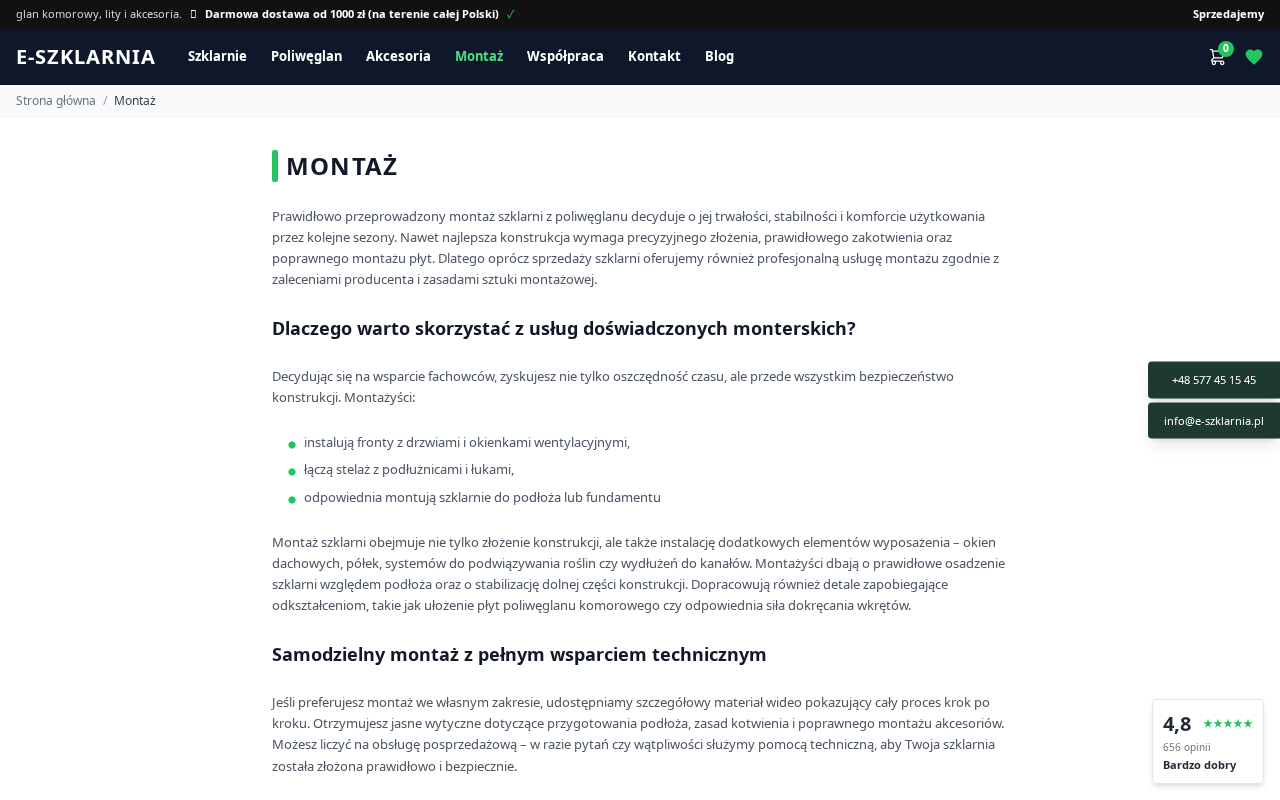 glan komorowy, lity i akcesoria. Darmowa dostawa od 1000 zł (na terenie całej Polski) ✓ Sprzedajemy
E-SZKLARNIA Szklarnie Poliwęglan Akcesoria Montaż Współpraca Kontakt Blog 0
Strona główna / Montaż
MONTAŻ
Prawidłowo przeprowadzony montaż szklarni z poliwęglanu decyduje o jej trwałości, stabilności i komforcie użytkowania
przez kolejne sezony. Nawet najlepsza konstrukcja wymaga precyzyjnego złożenia, prawidłowego zakotwienia oraz
poprawnego montażu płyt. Dlatego oprócz sprzedaży szklarni oferujemy również profesjonalną usługę montażu zgodnie z
zaleceniami producenta i zasadami sztuki montażowej.
Dlaczego warto skorzystać z usług doświadczonych monterskich?
Decydując się na wsparcie fachowców, zyskujesz nie tylko oszczędność czasu, ale przede wszystkim bezpieczeństwo
konstrukcji. Montażyści:
instalują fronty z drzwiami i okienkami wentylacyjnymi,
łączą stelaż z podłużnicami i łukami,
odpowiednia montują szklarnie do podłoża lub fundamentu
Montaż szklarni obejmuje nie tylko złożenie konstrukcji, ale także instalację dodatkowych elementów wyposażenia – okien
dachowych, półek, systemów do podwiązywania roślin czy wydłużeń do kanałów. Montażyści dbają o prawidłowe osadzenie
szklarni względem podłoża oraz o stabilizację dolnej części konstrukcji. Dopracowują również detale zapobiegające
odkształceniom, takie jak ułożenie płyt poliwęglanu komorowego czy odpowiednia siła dokręcania wkrętów.
Samodzielny montaż z pełnym wsparciem technicznym
Jeśli preferujesz montaż we własnym zakresie, udostępniamy szczegółowy materiał wideo pokazujący cały proces krok po
kroku. Otrzymujesz jasne wytyczne dotyczące przygotowania podłoża, zasad kotwienia i poprawnego montażu akcesoriów.
Możesz liczyć na obsługę posprzedażową – w razie pytań czy wątpliwości służymy pomocą techniczną, aby Twoja szklarnia
została złożona prawidłowo i bezpiecznie.
+48 577 45 15 45
info@e-szklarnia.pl
4,8 ★★★★★
656 opinii
Bardzo dobry